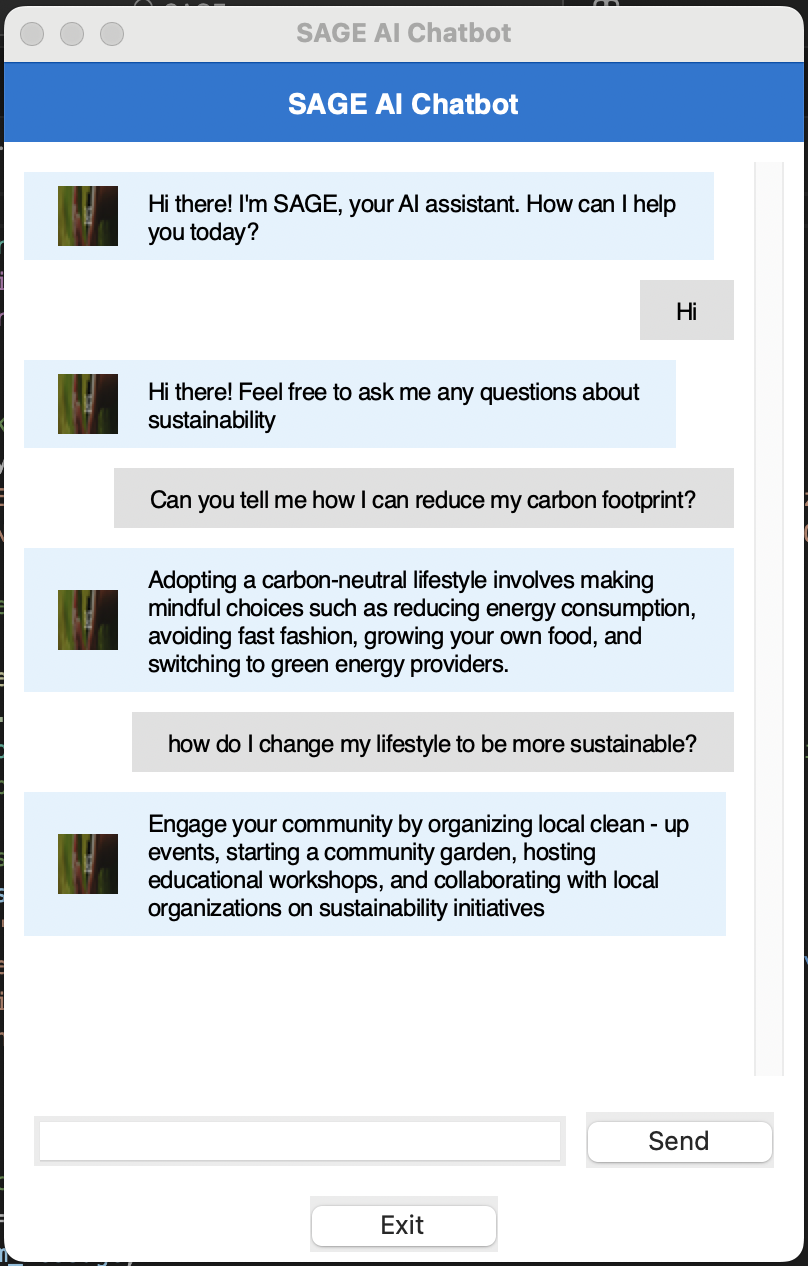 SAGE AI Chatbot
SAGE AI Chatbot
Hi there! I'm SAGE, your AI assistant. How can I help
you today?
Hi
Hi there! Feel free to ask me any questions about
sustainability
Can you tell me how I can reduce my carbon footprint?
Adopting a carbon-neutral lifestyle involves making
mindful choices such as reducing energy consumption,
avoiding fast fashion, growing your own food, and
switching to green energy providers.
how do I change my lifestyle to be more sustainable?
Engage your community by organizing local clean - up
events, starting a community garden, hosting
educational workshops, and collaborating with local
organizations on sustainability initiatives
Send
Exit